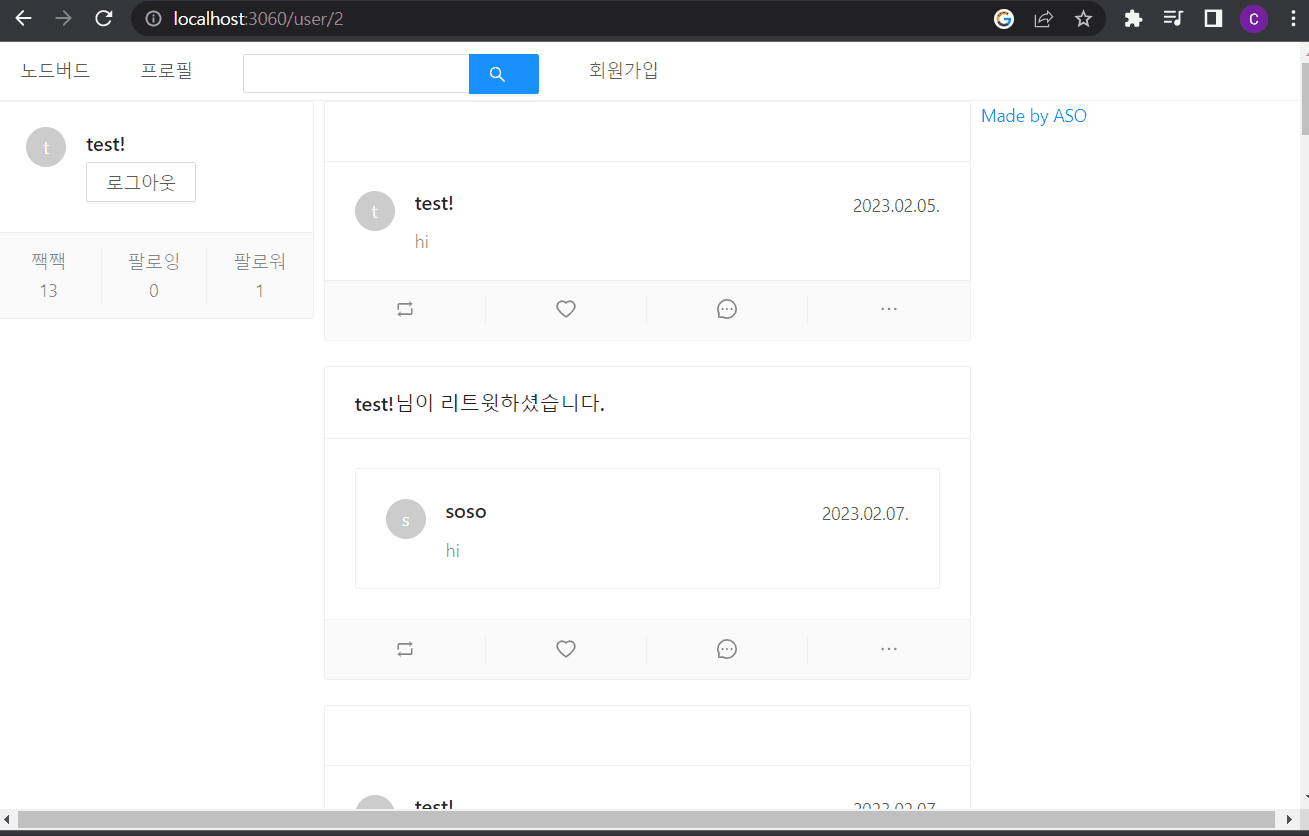 localhost:3060/user/2
C
노드버드 프로필 회원가입
t test!
로그아웃
짹짹 팔로잉 팔로워
13 0 1
Made by ASO
t test! 2023.02.05.
hi
test!님이 리트윗하셨습니다.
s soso 2023.02.07.
hi
test! 2023.02.07.